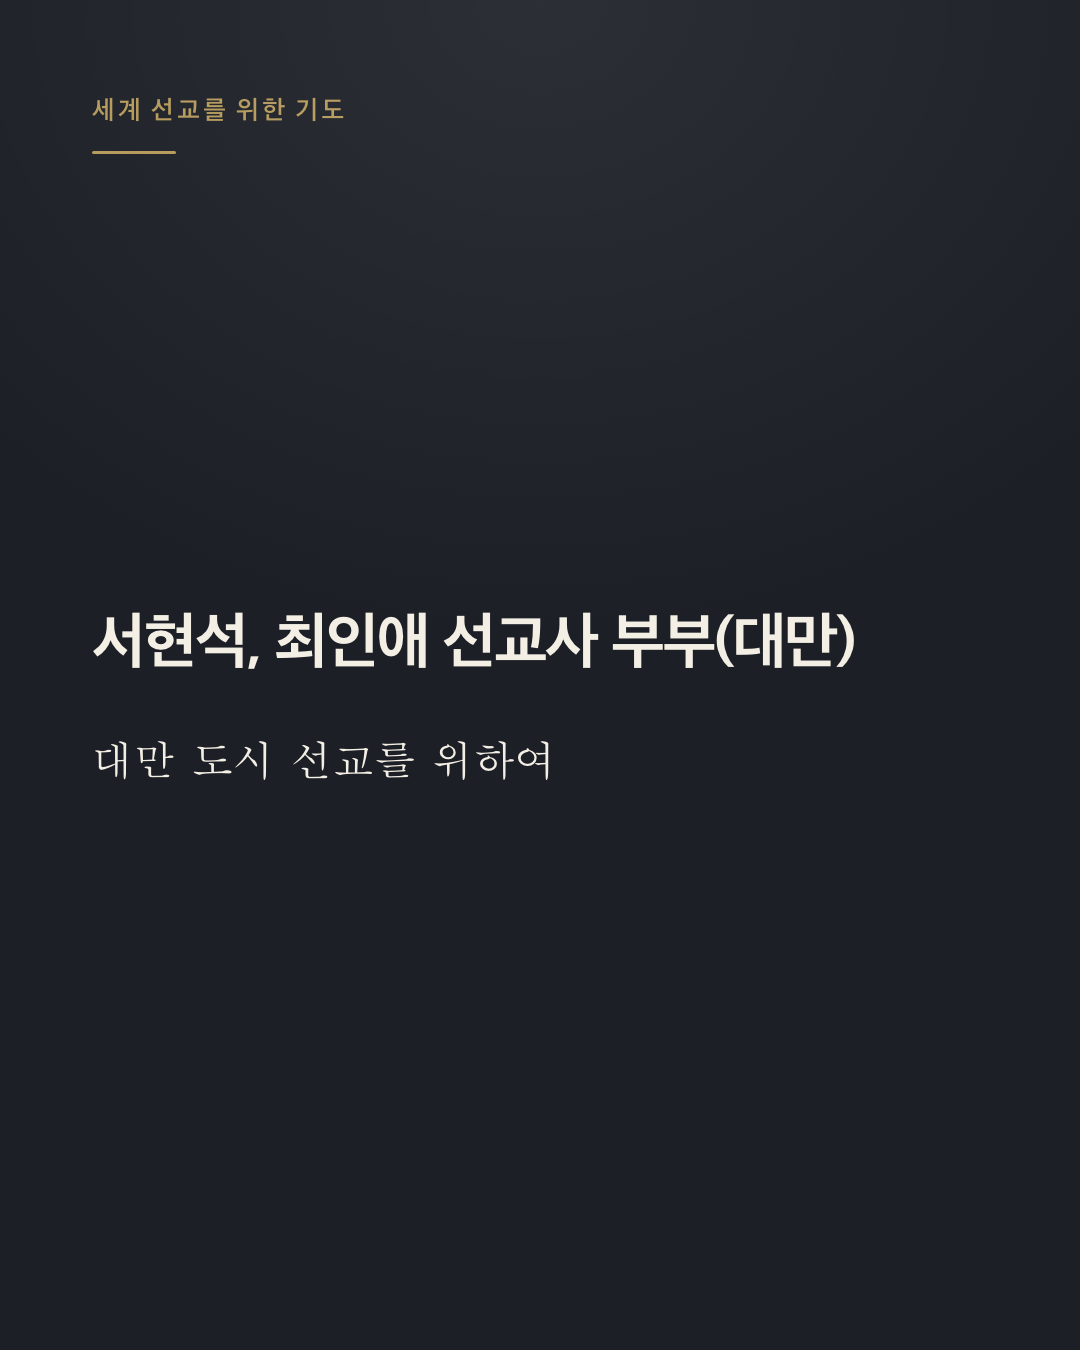 세계 선교를 위한 기도
서현석, 최인애 선교사 부부(대만)
대만 도시 선교를 위하여